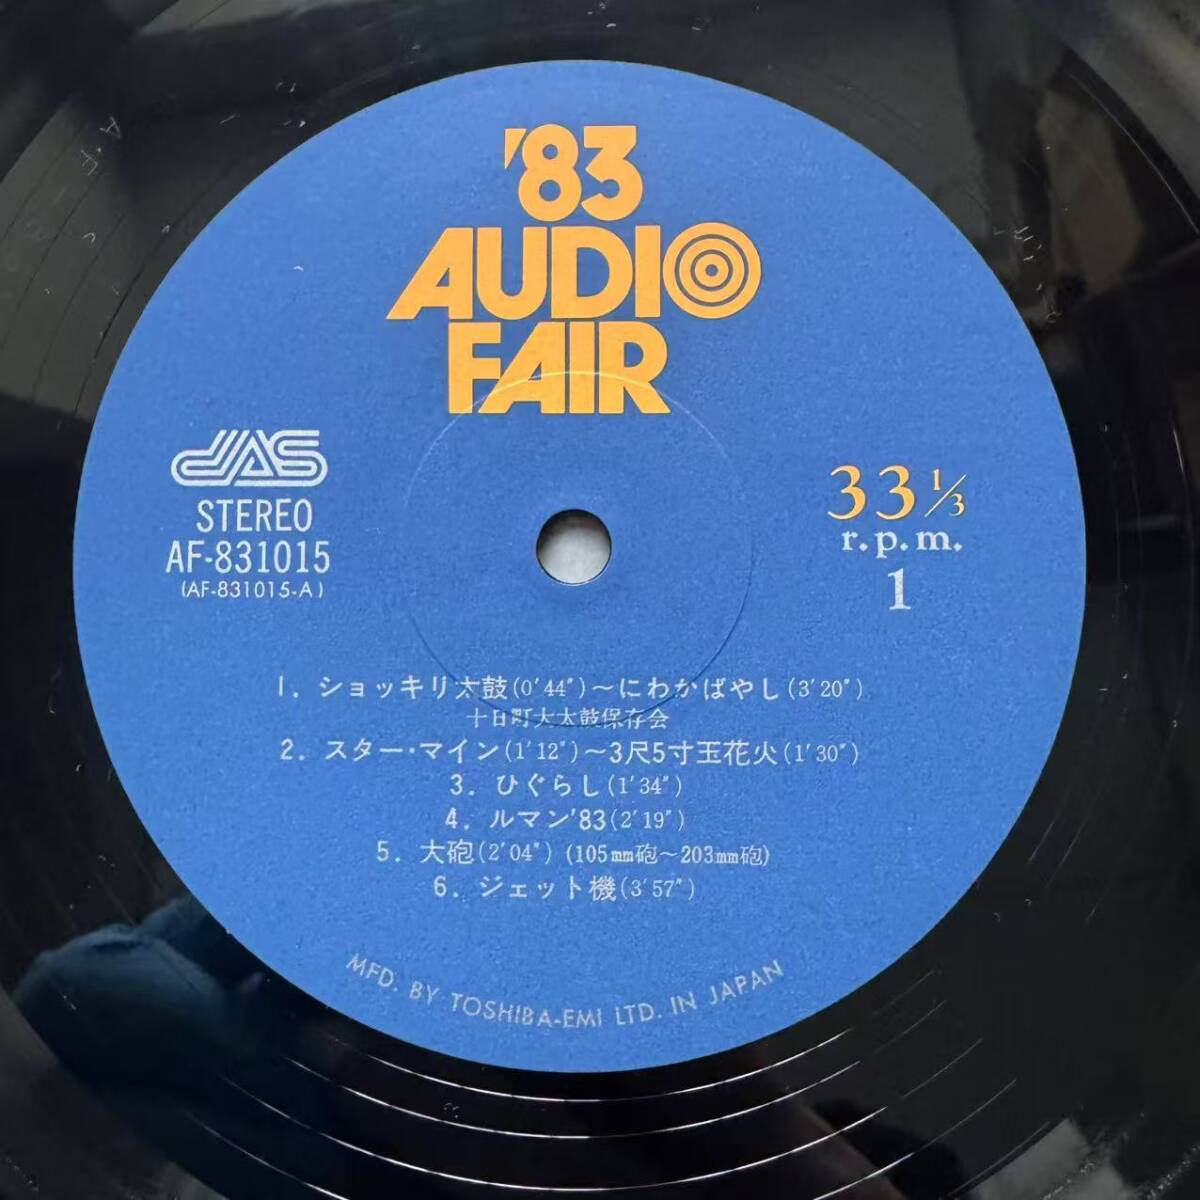 '83
AUDIO
FAIR
JAS
STEREO
AF-831015
(AF-831015-A)
33 1/3
r.p.m.
1
1. ショッキリ太鼓(0'44")〜にわかばやし(3'20")
十日町大太鼓保存会
2. スター・マイン(1'12")〜3尺5寸玉花火(1'30")
3. ひぐらし(1'34")
4. ルマン'83(2'19")
5. 大砲(2'04") (105mm砲〜203mm砲)
6. ジェット機(3'57")
MFD. BY TOSHIBA-EMI LTD. IN JAPAN